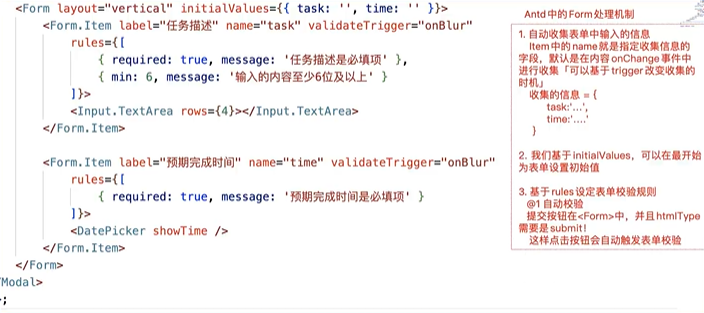 <Form layout="vertical" initialValues={{ task: '', time: '' }}>
<Form.Item label="任务描述" name="task" validateTrigger="onBlur"
rules={[
{ required: true, message: '任务描述是必填项' },
{ min: 6, message: '输入的内容至少6位及以上' }
]}>
<Input.TextArea rows={4}></Input.TextArea>
</Form.Item>
<Form.Item label="预期完成时间" name="time" validateTrigger="onBlur"
rules={[
{ required: true, message: '预期完成时间是必填项' }
]}>
<DatePicker showTime />
</Form.Item>
</Form>
Modal>
;
Antd中的Form处理机制
1. 自动收集表单中输入的信息
Item中的name就是指定收集信息的
字段，默认是在内容onChange事件中
进行收集「可以基于trigger改变收集的
时机」
收集的信息 = {
task:'...',
time:'....'
}
2. 我们基于initialValues，可以在最开始
为表单设置初始值
3. 基于rules设定表单校验规则
@1 自动校验
提交按钮在<Form>中，并且htmlType
需要是submit！
这样点击按钮会自动触发表单校验